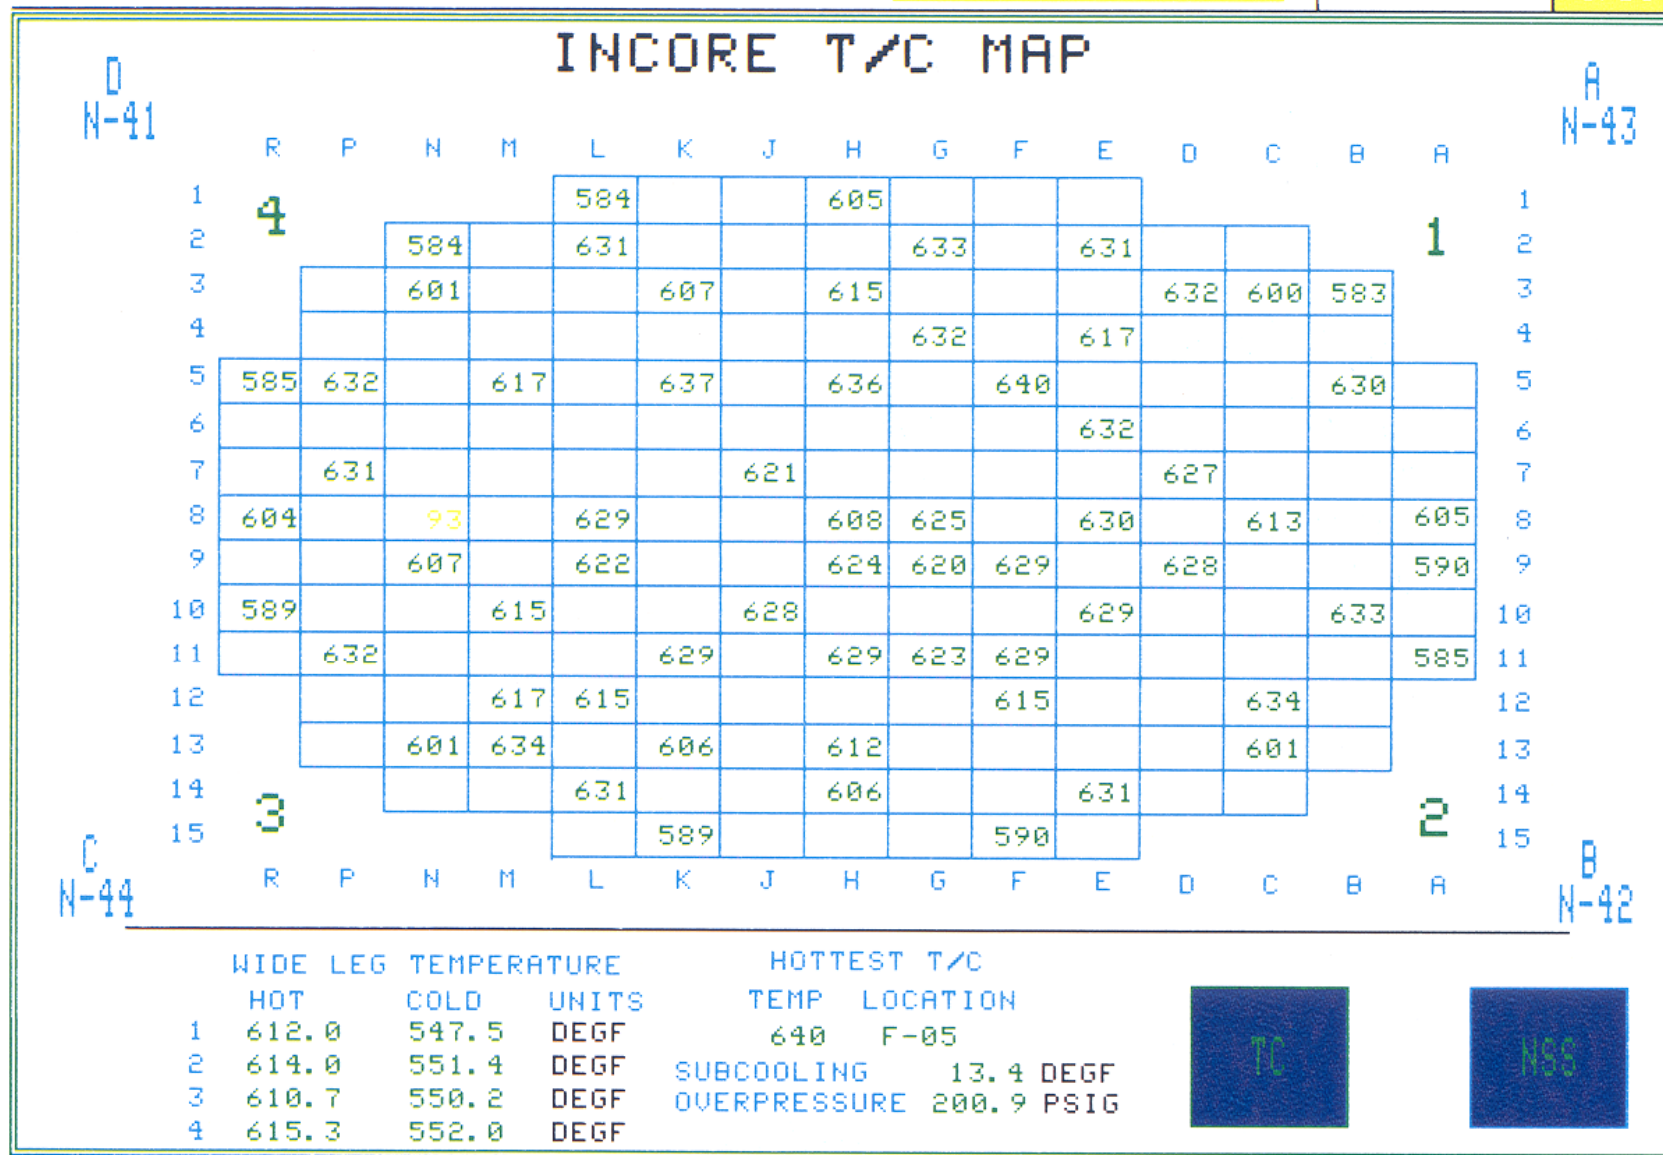 INCORE T/C MAP
D A
N-41 N-43
R P N M L K J H G F E D C B A
1 584 605 1
4 1
2 584 631 633 631 2
3 601 607 615 632 600 583 3
4 632 617 4
5 585 632 617 637 636 640 630 5
6 632 6
7 631 621 627 7
8 604 93 629 608 625 630 613 605 8
9 607 622 624 620 629 628 590 9
10 589 615 628 629 633 10
11 632 629 629 623 629 585 11
12 617 615 615 634 12
13 601 634 606 612 601 13
14 631 606 631 14
3 2
15 589 590 15
C B
R P N M L K J H G F E D C B A
N-44 N-42
WIDE LEG TEMPERATURE HOTTEST T/C
HOT COLD UNITS TEMP LOCATION
1 612.0 547.5 DEGF 640 F-05
2 614.0 551.4 DEGF SUBCOOLING 13.4 DEGF
3 610.7 550.2 DEGF OVERPRESSURE 200.9 PSIG
4 615.3 552.0 DEGF
TC NSS